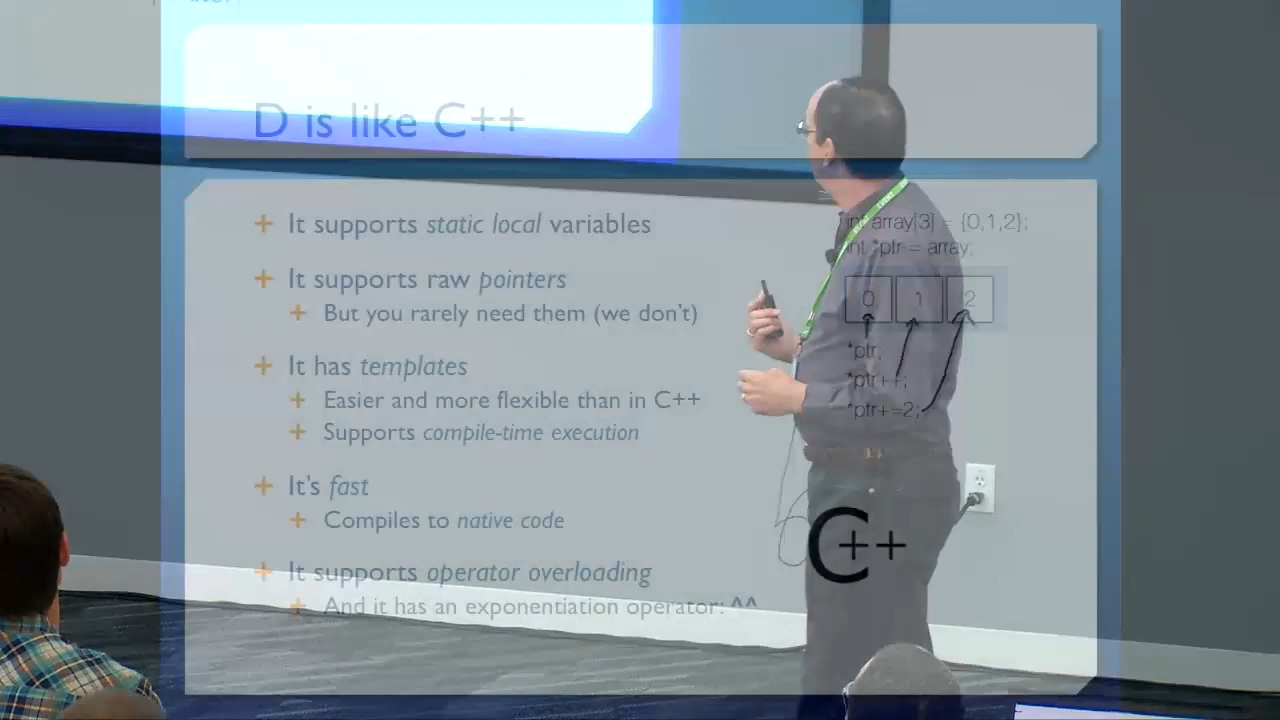 D is like C++
+ It supports static local variables
+ It supports raw pointers
+ But you rarely need them (we don't)
+ It has templates
+ Easier and more flexible than in C++
+ Supports compile-time execution
+ It's fast
+ Compiles to native code
+ It supports operator overloading
+ And it has an exponentiation operator: ^^
int array[3] = {0,1,2};
int *ptr = array;
0 1 2
*ptr;
*ptr++;
*ptr+=2;
C++